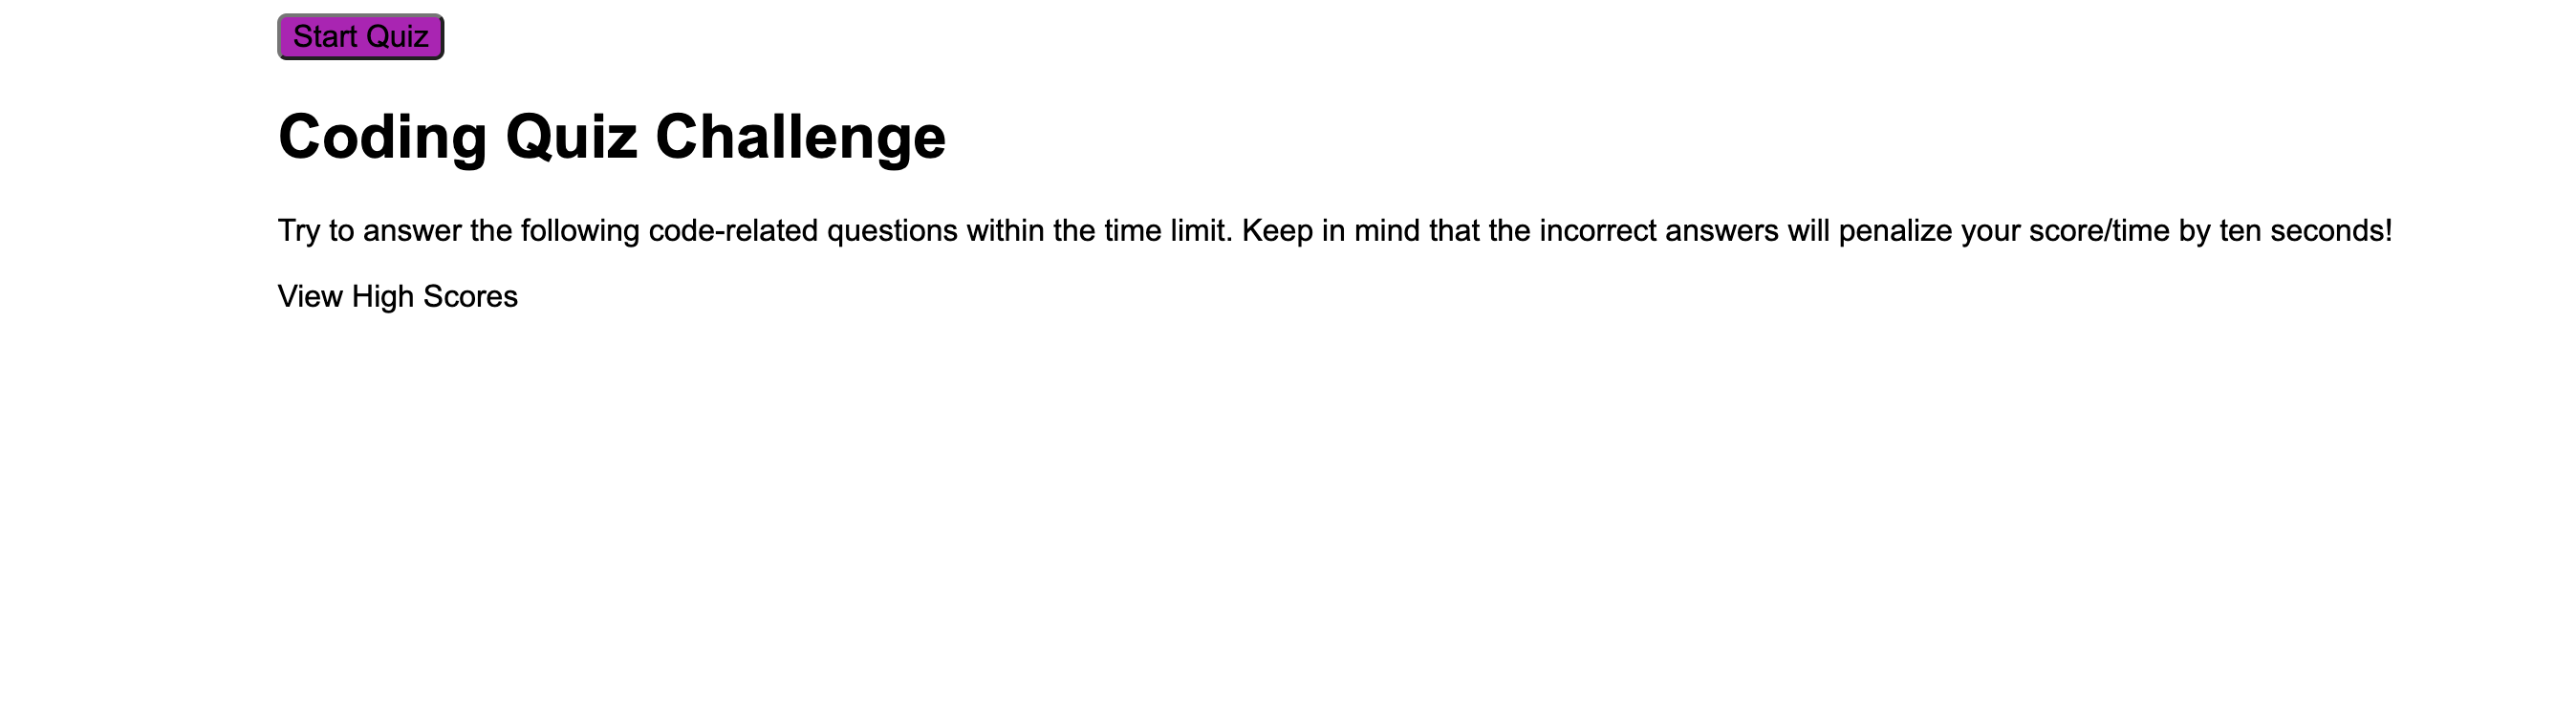 Start Quiz
Coding Quiz Challenge
Try to answer the following code-related questions within the time limit. Keep in mind that the incorrect answers will penalize your score/time by ten seconds!
View High Scores